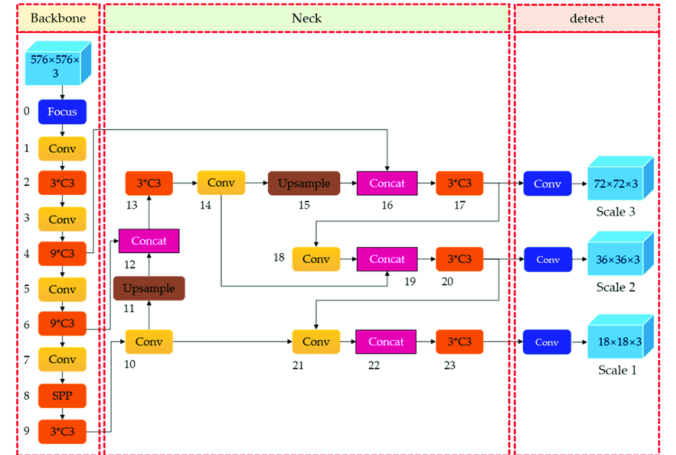 Backbone
Neck
detect
576×576×
3
0 Focus
1 Conv
2 3*C3
3 Conv
4 9*C3
5 Conv
6 9*C3
7 Conv
8 SPP
9 3*C3
Conv
10
Upsample
11
Concat
12
3*C3
13
Conv
14
Upsample
15
Concat
16
3*C3
17
18 Conv
Concat
19
3*C3
20
Conv
21
Concat
22
3*C3
23
Conv
72×72×3
Scale 3
Conv
36×36×3
Scale 2
Conv
18×18×3
Scale 1